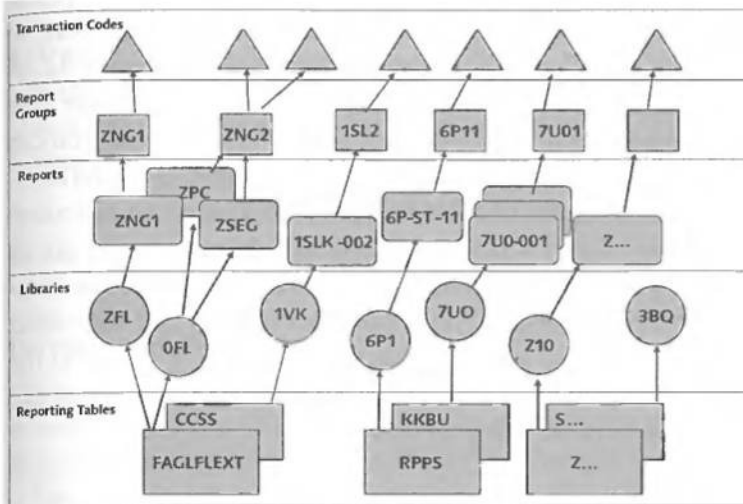 Transaction Codes
Report
Groups
ZNG1
ZNG2
1SL2
6P11
7U01
Reports
ZPC
ZNG1
ZSEG
1SLK-002
6P-ST-11
7U0-001
Z...
Libraries
ZFL
0FL
1VK
6P1
7UO
Z10
3BQ
Reporting Tables
CCSS
FAGLFLEXT
KKBU
RPPS
S...
Z...